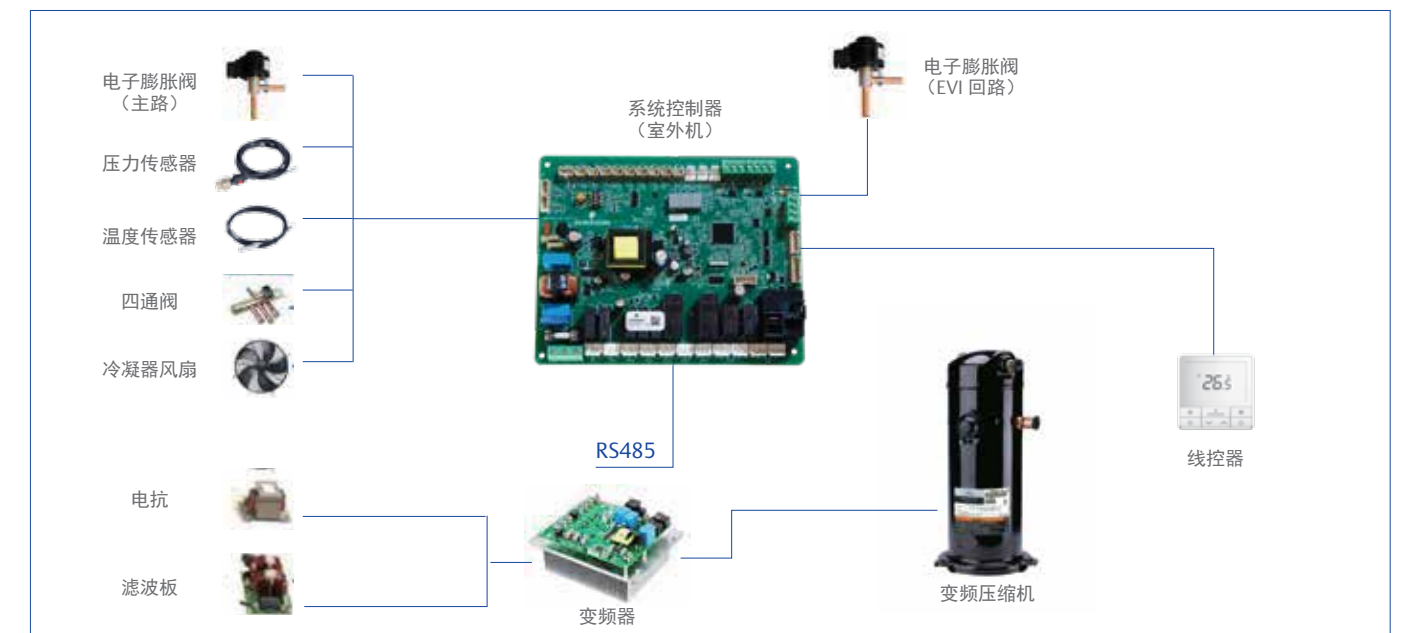 电子膨胀阀
（主路）
压力传感器
温度传感器
四通阀
冷凝器风扇
系统控制器
（室外机）
电子膨胀阀
（EVI 回路）
RS485
电抗
滤波板
变频器
变频压缩机
26.5
线控器